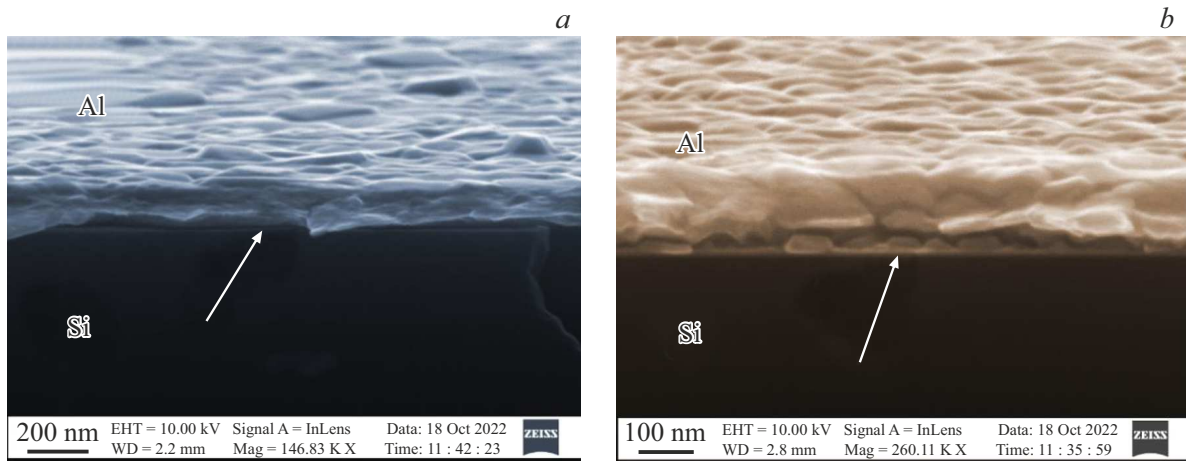 a
b
Al
Si
Al
Si
200 nm
EHT = 10.00 kV Signal A = InLens Data: 18 Oct 2022
WD = 2.2 mm Mag = 146.83 K X Time: 11 : 42 : 23
ZEISS
100 nm
EHT = 10.00 kV Signal A = InLens Data: 18 Oct 2022
WD = 2.8 mm Mag = 260.11 K X Time: 11 : 35 : 59
ZEISS